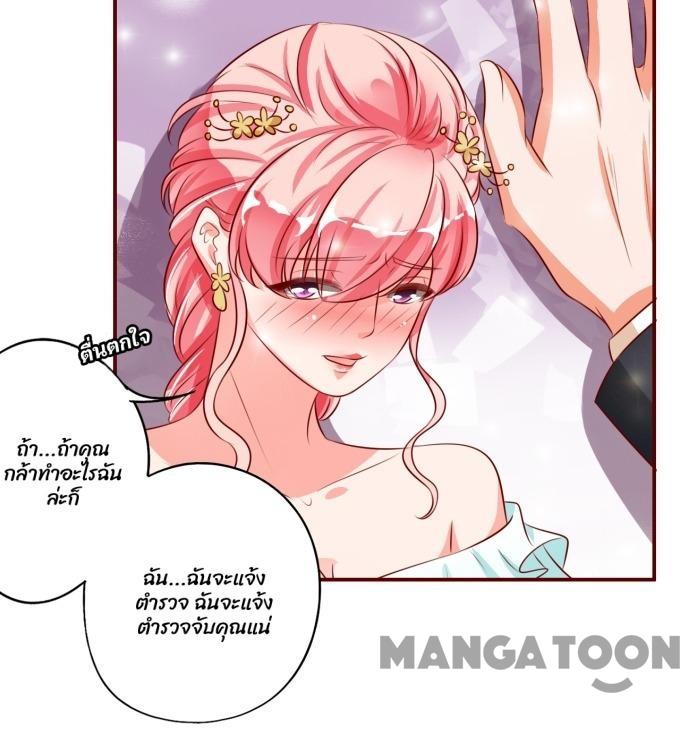 ตื่นตกใจ
ถ้า...ถ้าคุณ
กล้าทำอะไรฉัน
ล่ะก็
ฉัน...ฉันจะแจ้ง
ตำรวจ ฉันจะแจ้ง
ตำรวจจับคุณแน่
MANGATOON